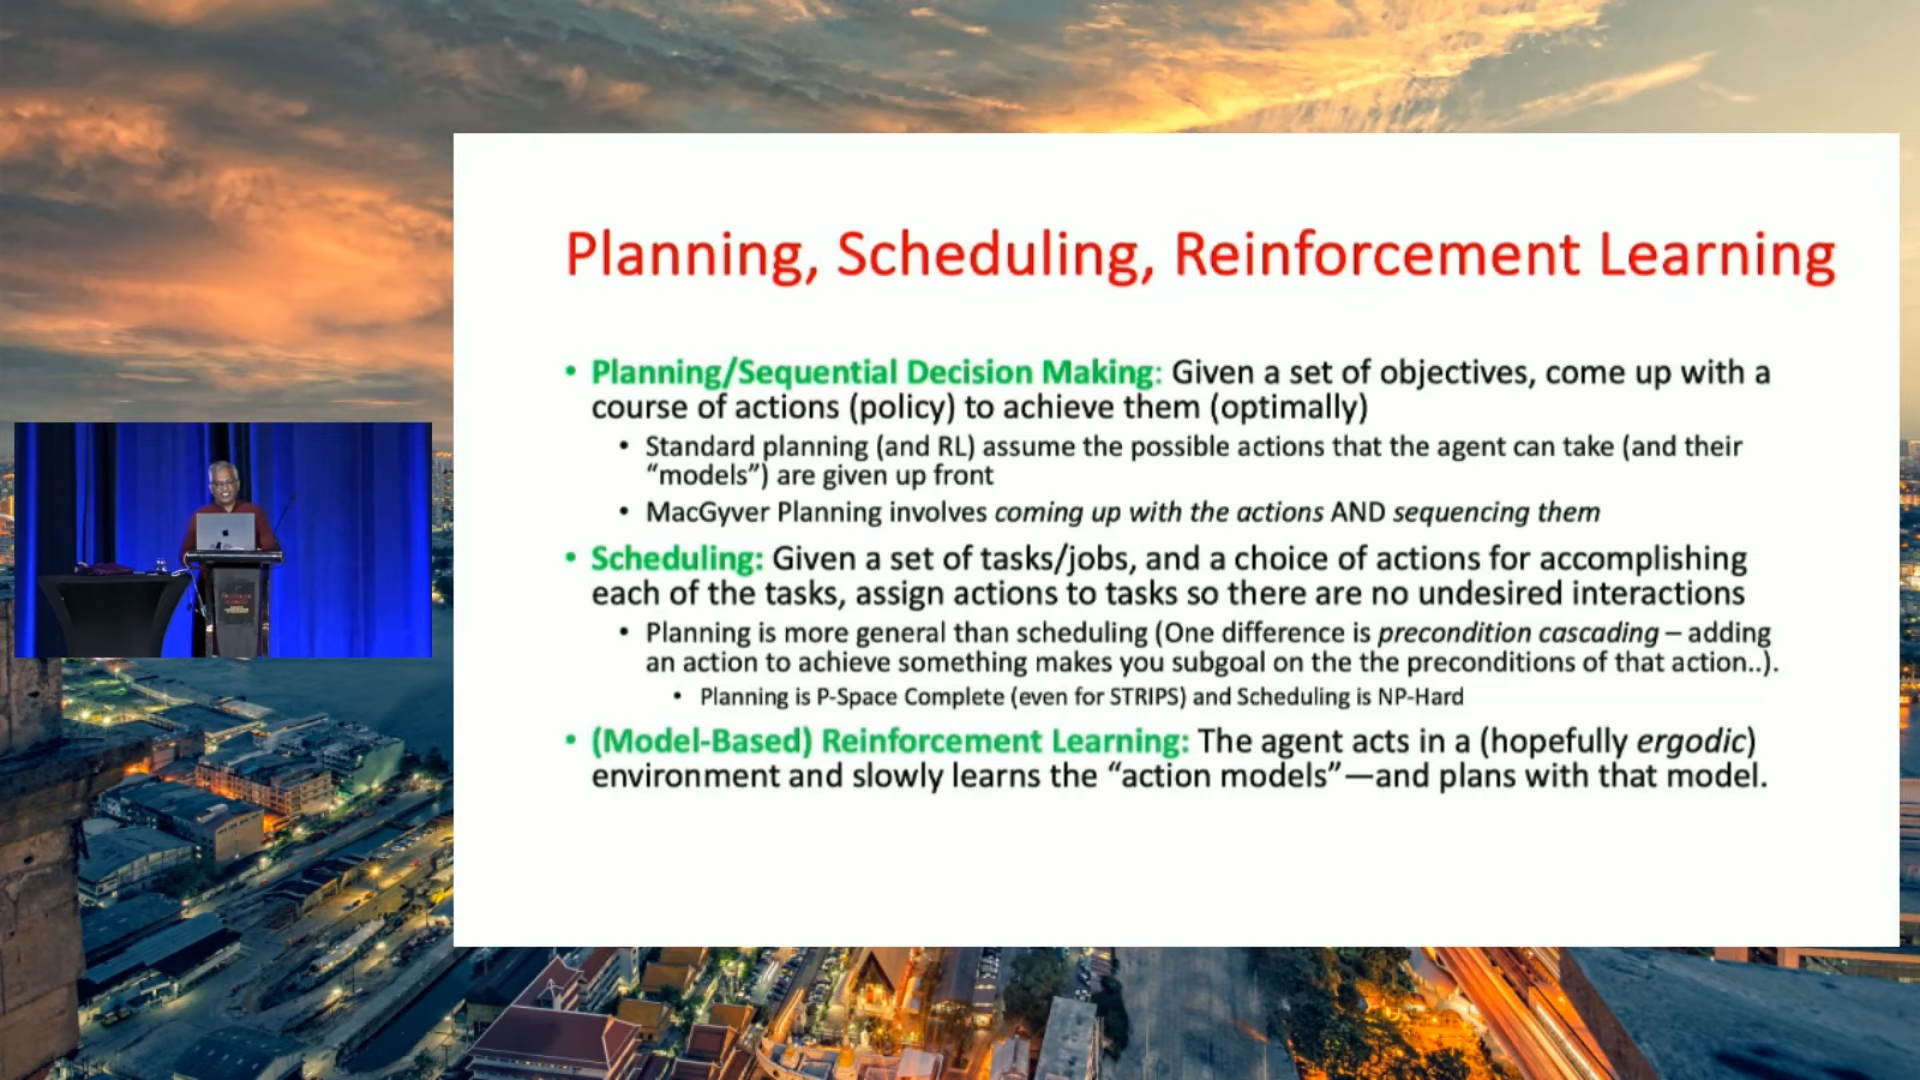 Planning, Scheduling, Reinforcement Learning
• Planning/Sequential Decision Making: Given a set of objectives, come up with a
course of actions (policy) to achieve them (optimally)
• Standard planning (and RL) assume the possible actions that the agent can take (and their
“models”) are given up front
• MacGyver Planning involves coming up with the actions AND sequencing them
• Scheduling: Given a set of tasks/jobs, and a choice of actions for accomplishing
each of the tasks, assign actions to tasks so there are no undesired interactions
• Planning is more general than scheduling (One difference is precondition cascading – adding
an action to achieve something makes you subgoal on the the preconditions of that action..).
• Planning is P-Space Complete (even for STRIPS) and Scheduling is NP-Hard
• (Model-Based) Reinforcement Learning: The agent acts in a (hopefully ergodic)
environment and slowly learns the “action models”—and plans with that model.